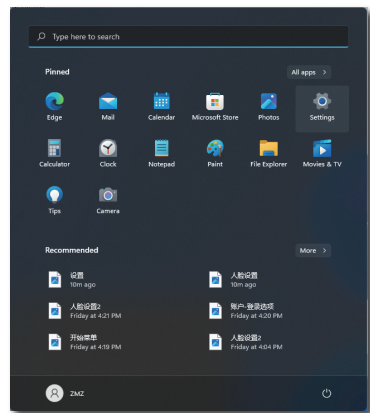 Type here to search
Pinned
All apps >
Edge
Mail
Calendar
Microsoft Store
Photos
Settings
Calculator
Clock
Notepad
Paint
File Explorer
Movies & TV
Tips
Camera
Recommended
More >
设置
10m ago
人脸设置
10m ago
人脸设置2
Friday at 4:21 PM
账户-登录选项
Friday at 4:20 PM
开始菜单
Friday at 4:19 PM
人脸设置2
Friday at 4:04 PM
ZMZ